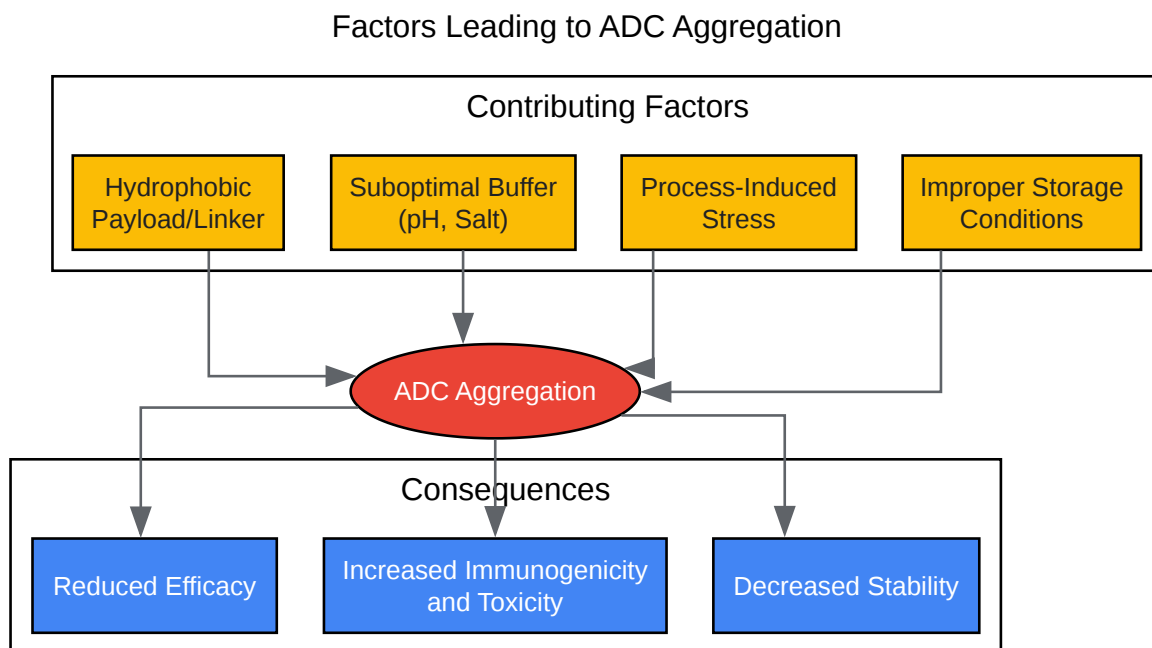 Factors Leading to ADC Aggregation
Contributing Factors
Hydrophobic
Payload/Linker
Suboptimal Buffer
(pH, Salt)
Process-Induced
Stress
Improper Storage
Conditions
ADC Aggregation
Consequences
Reduced Efficacy
Increased Immunogenicity
and Toxicity
Decreased Stability